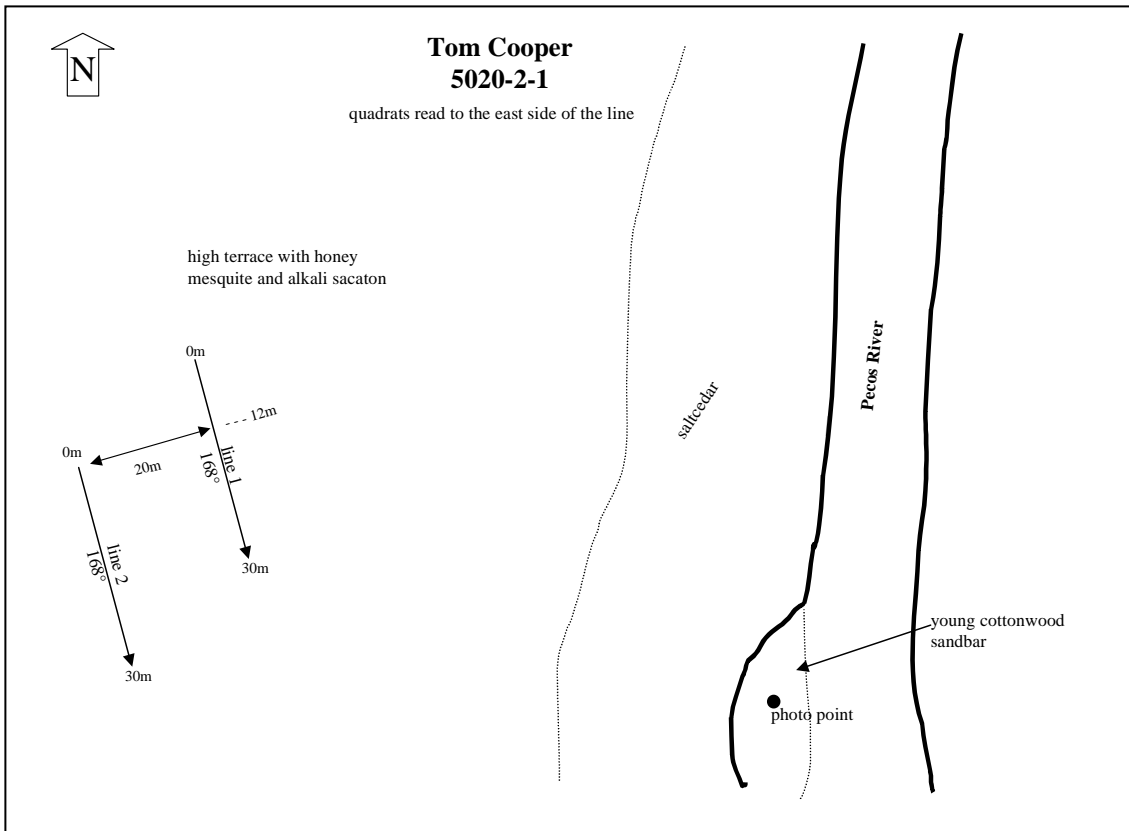 N
Tom Cooper
5020-2-1
quadrats read to the east side of the line
high terrace with honey
mesquite and alkali sacaton
0m
12m
0m
20m
line 1
168°
30m
line 2
168°
30m
saltcedar
Pecos River
young cottonwood
sandbar
photo point